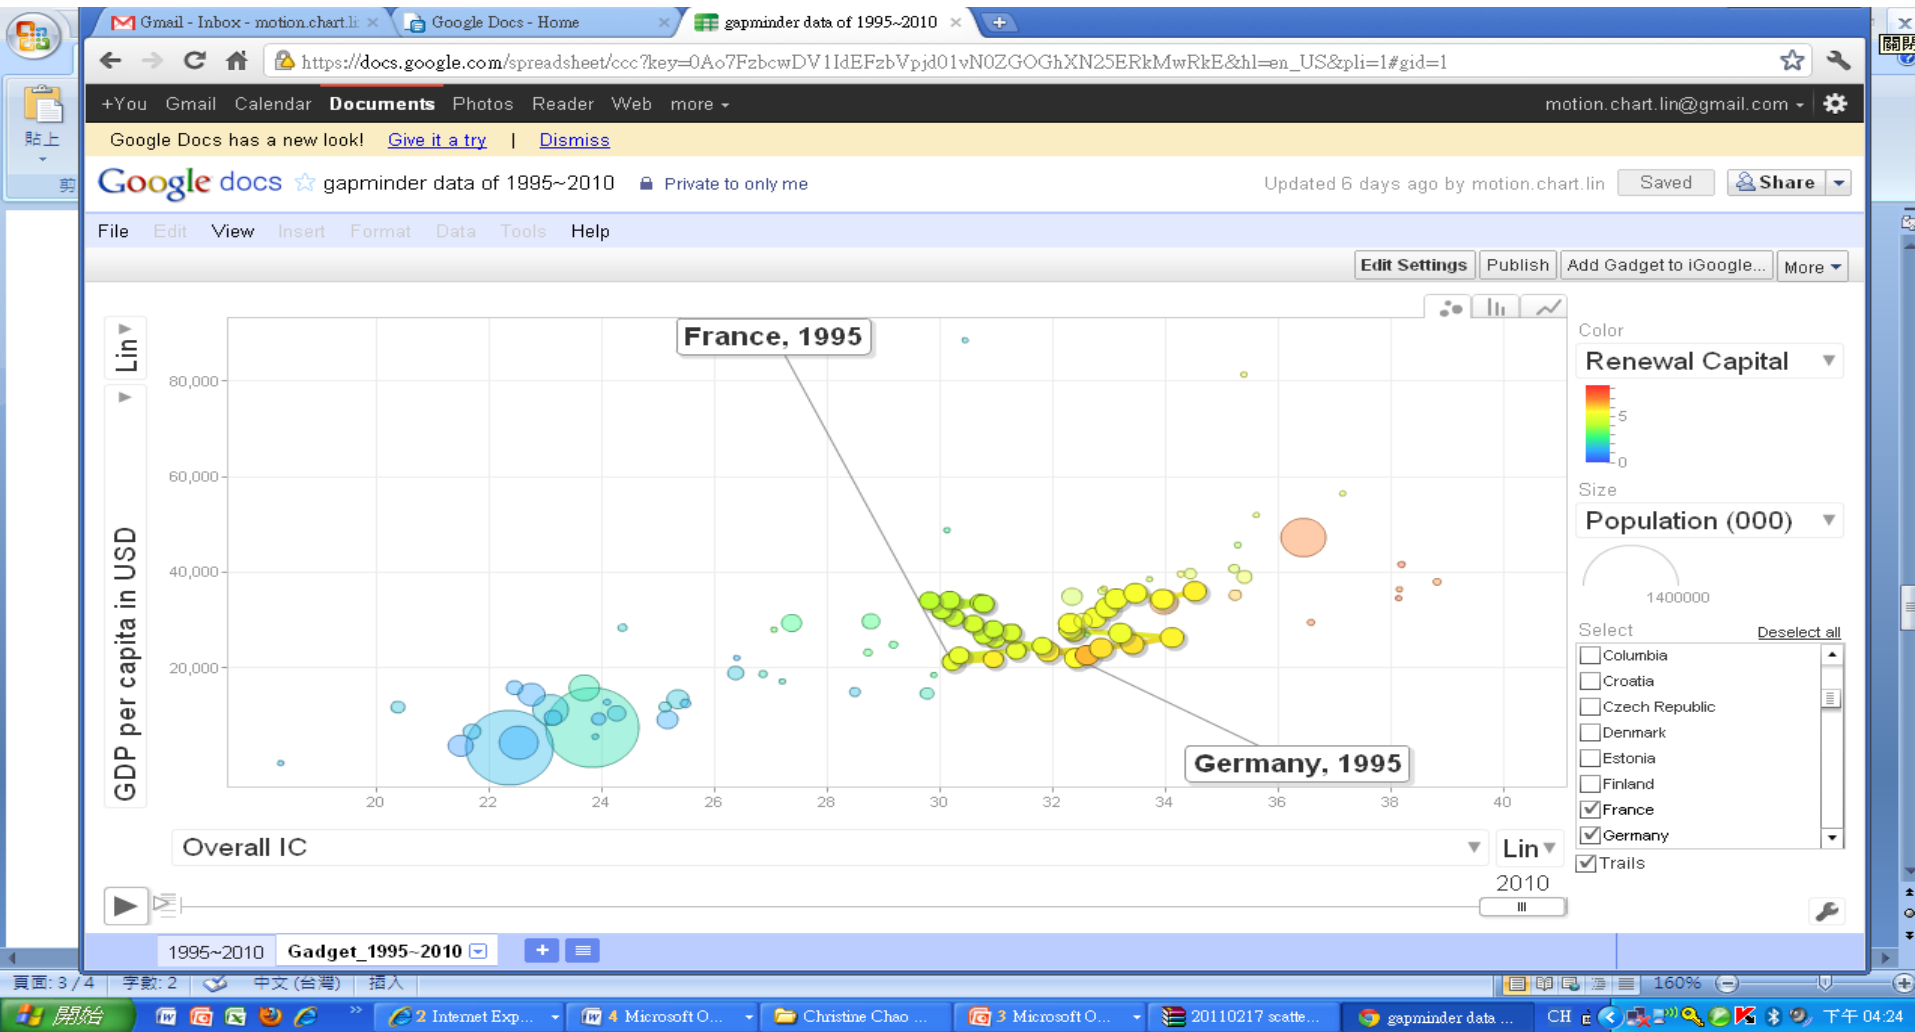 Gmail - Inbox - motion.chart.li
Google Docs - Home
gapminder data of 1995~2010
關閉
https://docs.google.com/spreadsheet/ccc?key=0Ao7FzbcwDV1IdEFzbVpjd01vN0ZGOGhXN25ERkMwRkE&hl=en_US&pli=1#gid=1
+You Gmail Calendar Documents Photos Reader Web more
motion.chart.lin@gmail.com
貼上
Google Docs has a new look! Give it a try | Dismiss
剪
Google docs gapminder data of 1995~2010 Private to only me
Updated 6 days ago by motion.chart.lin Saved Share
File Edit View Insert Format Data Tools Help
Edit Settings Publish Add Gadget to iGoogle... More
Lin
GDP per capita in USD
80,000
60,000
40,000
20,000
France, 1995
Germany, 1995
20 22 24 26 28 30 32 34 36 38 40
Overall IC
Lin
2010
Color
Renewal Capital
5
0
Size
Population (000)
1400000
Select Deselect all
Columbia
Croatia
Czech Republic
Denmark
Estonia
Finland
France
Germany
Trails
1995~2010 Gadget_1995~2010
頁面: 3 / 4 字數: 2 中文 (台灣) 插入
160%
開始
2 Internet Exp...
4 Microsoft O...
Christine Chao ...
3 Microsoft O...
20110217 scatte...
gapminder data ...
CH
下午 04:24